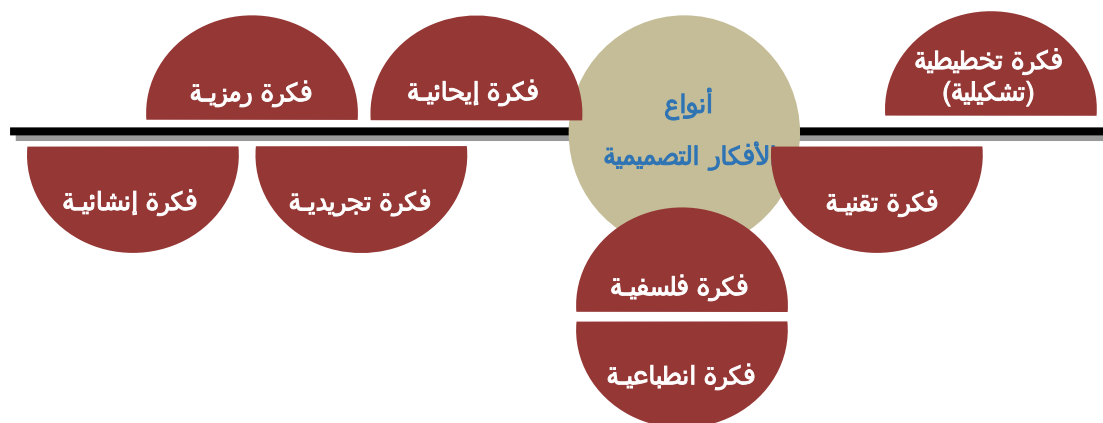 أنواع
الأفكار التصميمية
فكرة تخطيطية
(تشكيلية)
فكرة إيحائية
فكرة رمزية
فكرة تقنية
فكرة تجريدية
فكرة إنشائية
فكرة فلسفية
فكرة انطباعية